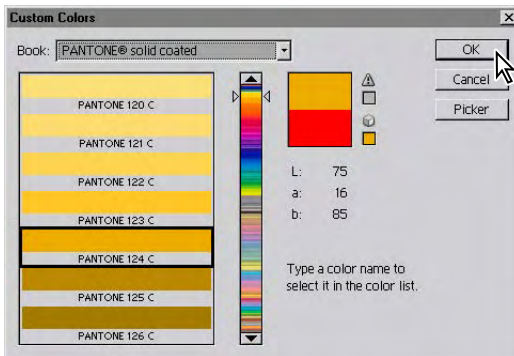 Custom Colors
Book: PANTONE® solid coated
OK
Cancel
Picker
PANTONE 120 C
PANTONE 121 C
PANTONE 122 C
PANTONE 123 C
PANTONE 124 C
PANTONE 125 C
PANTONE 126 C
L: 75
a: 16
b: 85
Type a color name to
select it in the color list.